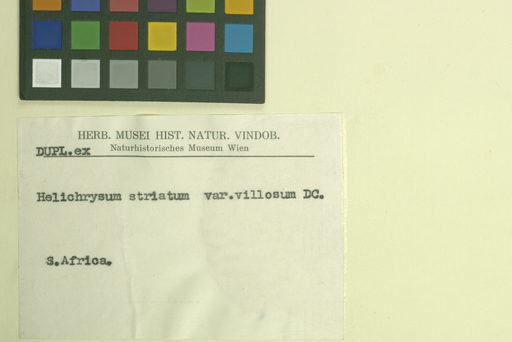 HERB. MUSEI HIST. NATUR. VINDOB.
DUPL.ex Naturhistorisches Museum Wien
Helichrysum striatum var.villosum DC.
S.Africa.